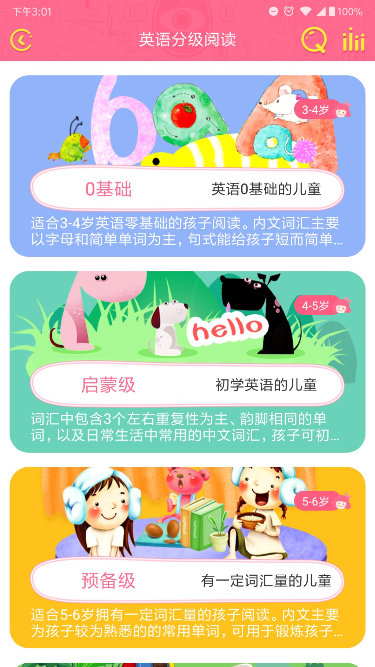 下午3:01
100%
英语分级阅读
3-4岁
0基础
英语0基础的儿童
适合3-4岁英语零基础的孩子阅读。内文词汇主要
以字母和简单单词为主，句式能给孩子短而简单...
4-5岁
hello
启蒙级
初学英语的儿童
词汇中包含3个左右重复性为主、韵脚相同的单
词，以及日常生活中常用的中文词汇，孩子可初...
5-6岁
预备级
有一定词汇量的儿童
适合5-6岁拥有一定词汇量的孩子阅读。内文主要
为孩子较为熟悉的的常用单词，可用于锻炼孩子...